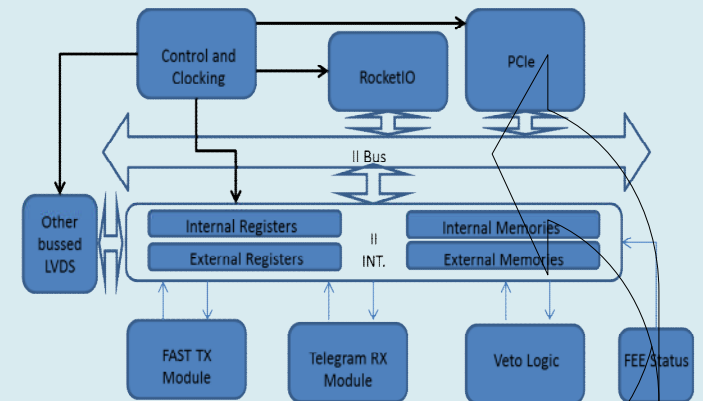 Control and
Clocking
RocketIO
PCIe
II Bus
Other
bussed
LVDS
Internal Registers
External Registers
II
INT.
Internal Memories
External Memories
FAST TX
Module
Telegram RX
Module
Veto Logic
FEE Status